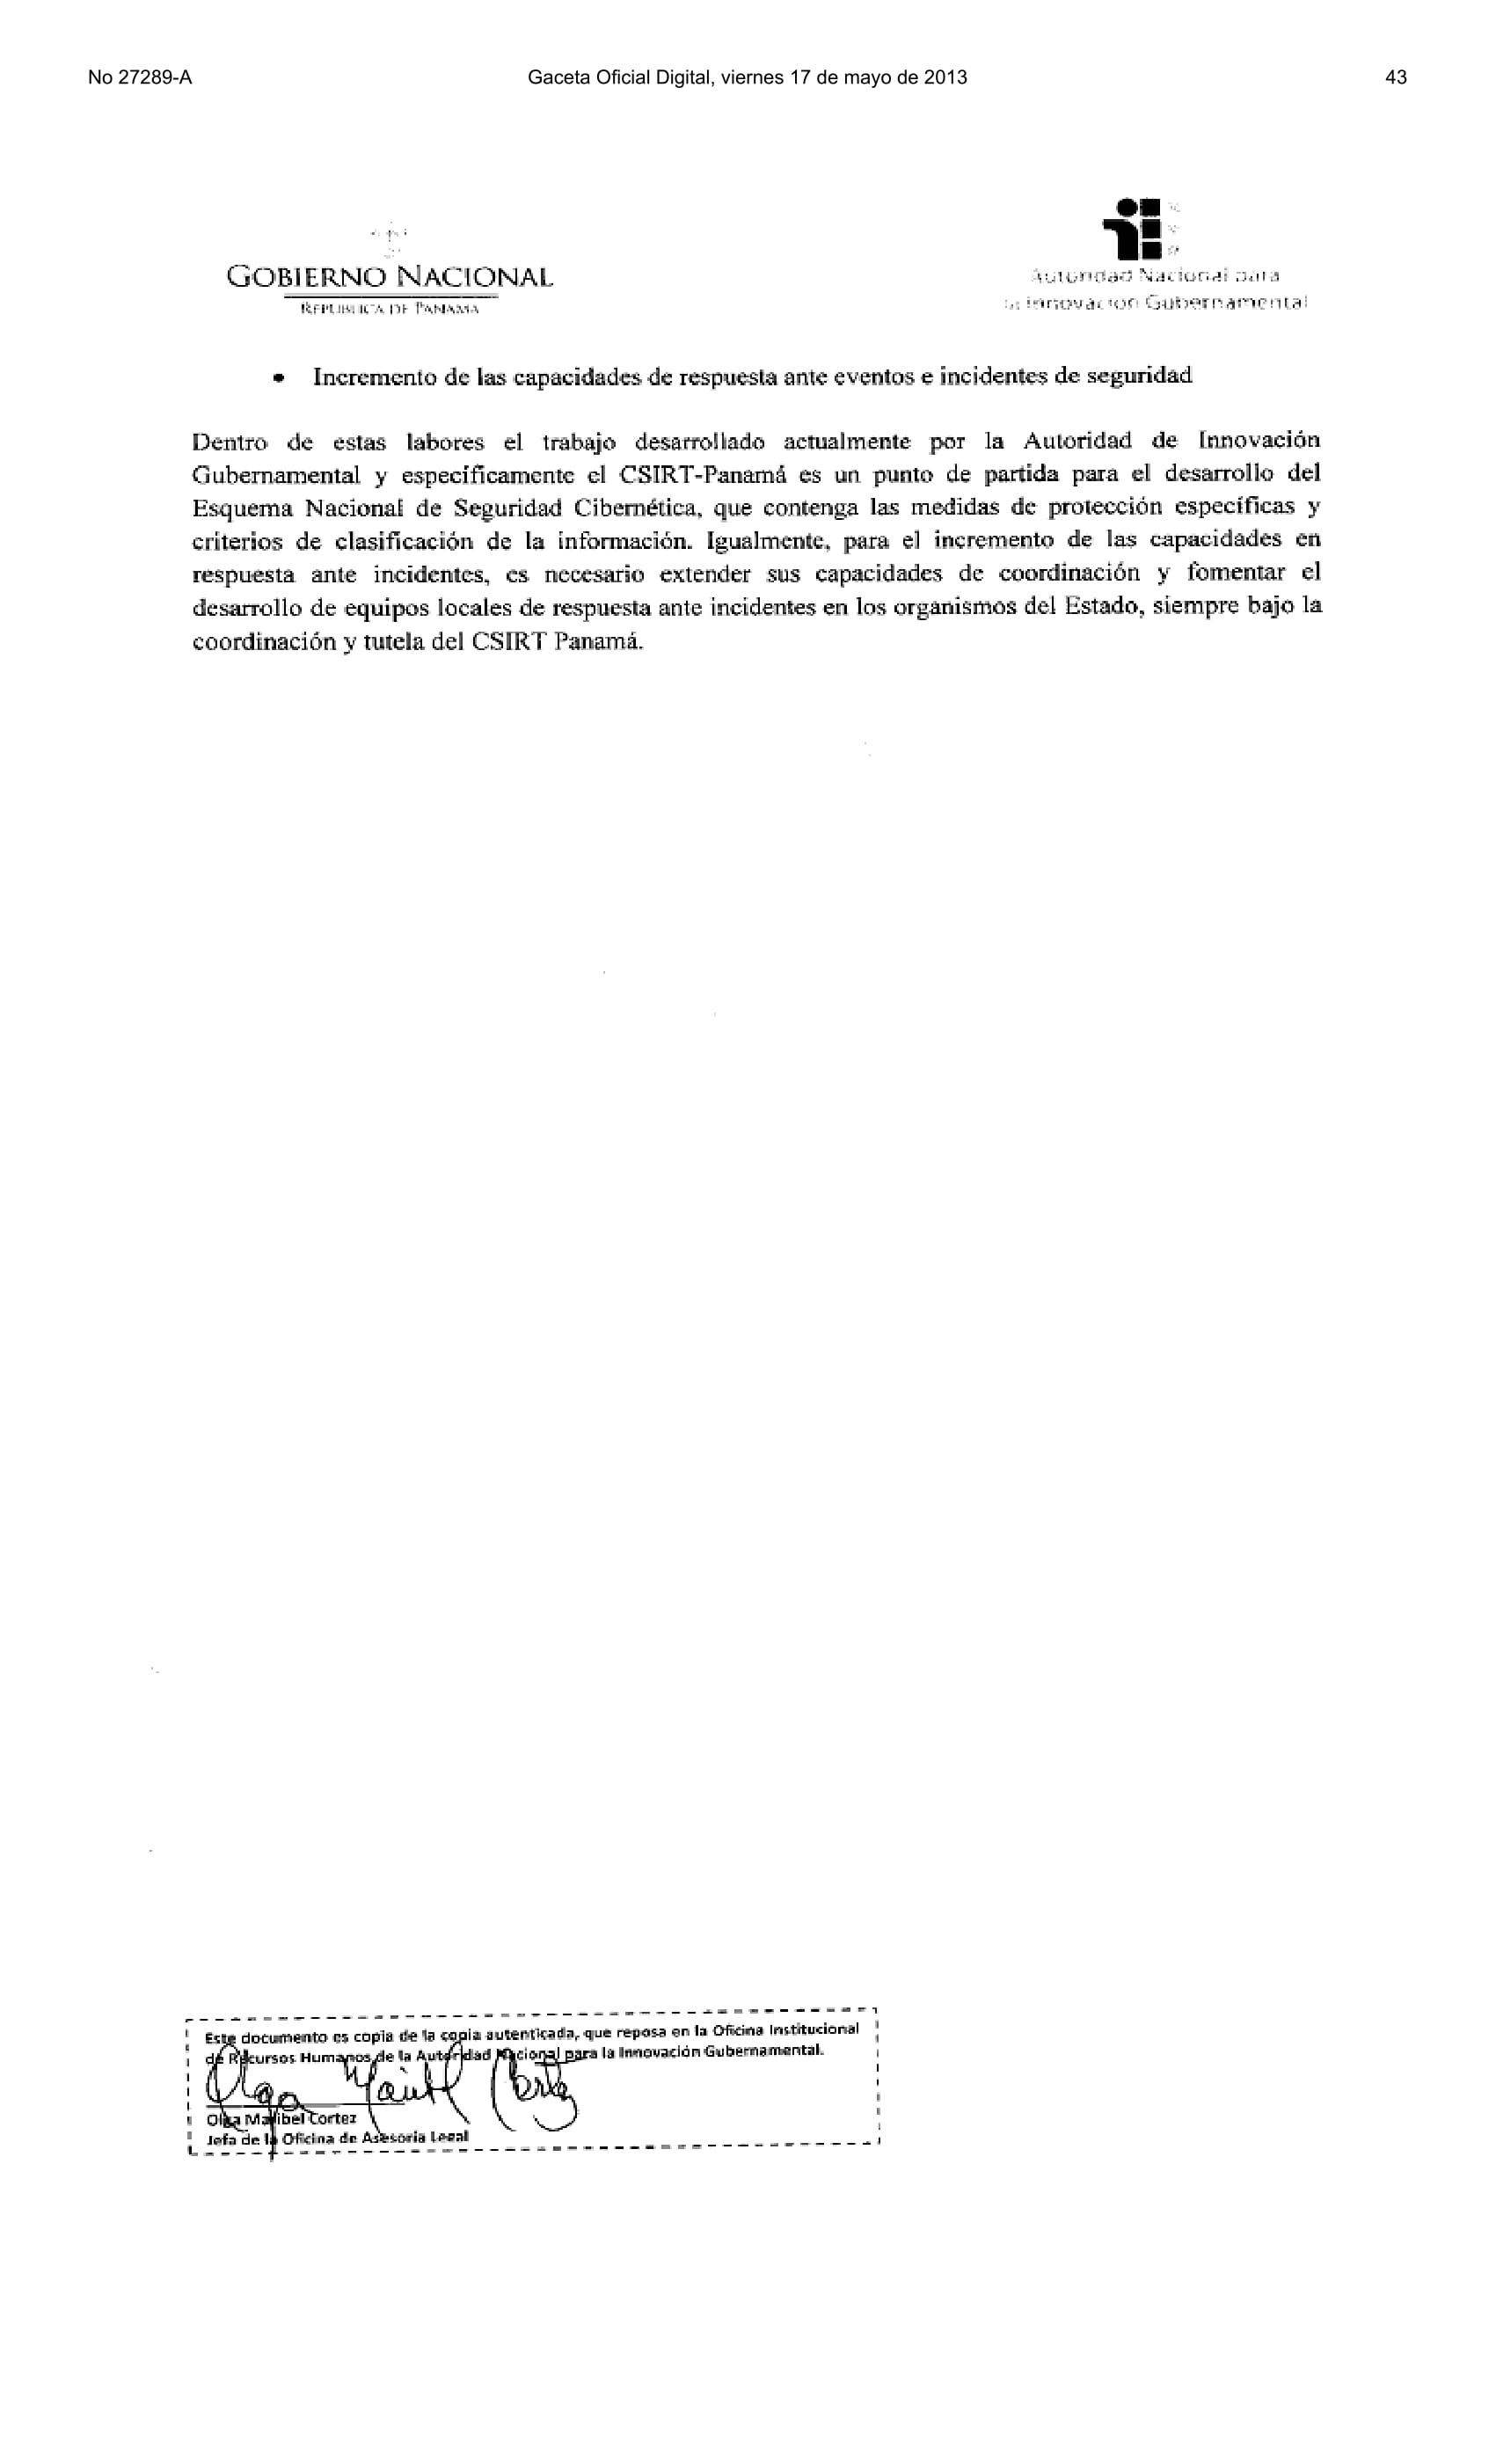 No 27289-A
Gaceta Oficial Digital, viernes 17 de mayo de 2013
43
GOBIERNO NACIONAL
REPUBLICA DE PANAMA
Autoridad Nacional para
la Innovación Gubernamental
• Incremento de las capacidades de respuesta ante eventos e incidentes de seguridad
Dentro de estas labores el trabajo desarrollado actualmente por la Autoridad de Innovación
Gubernamental y específicamente el CSIRT-Panamá es un punto de partida para el desarrollo del
Esquema Nacional de Seguridad Cibernética, que contenga las medidas de protección específicas y
criterios de clasificación de la información. Igualmente, para el incremento de las capacidades en
respuesta ante incidentes, es necesario extender sus capacidades de coordinación y fomentar el
desarrollo de equipos locales de respuesta ante incidentes en los organismos del Estado, siempre bajo la
coordinación y tutela del CSIRT Panamá.
Este documento es copia de la copia autenticada, que reposa en la Oficina Institucional
de Recursos Humanos de la Autoridad Nacional para la Innovación Gubernamental.
Olga Maribel Cortez
Olga Maribel Cortez
Jefa de la Oficina de Asesoria Legal